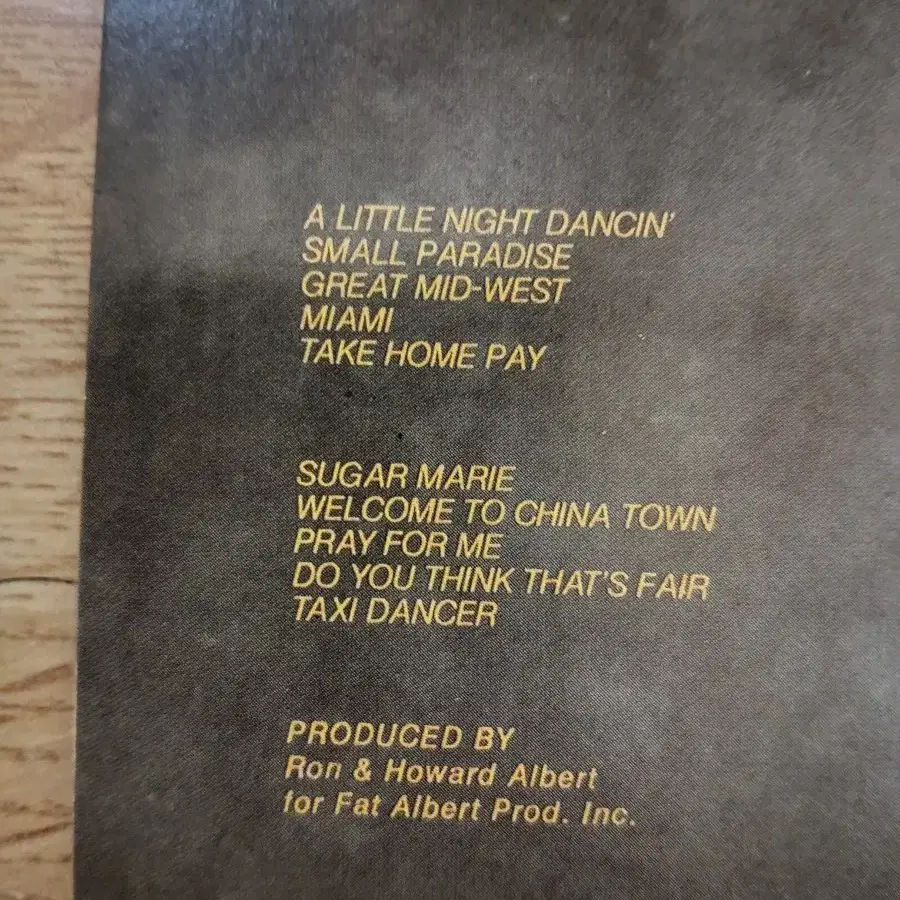 A LITTLE NIGHT DANCIN'
SMALL PARADISE
GREAT MID-WEST
MIAMI
TAKE HOME PAY
SUGAR MARIE
WELCOME TO CHINA TOWN
PRAY FOR ME
DO YOU THINK THAT'S FAIR
TAXI DANCER
PRODUCED BY
Ron & Howard Albert
for Fat Albert Prod. Inc.